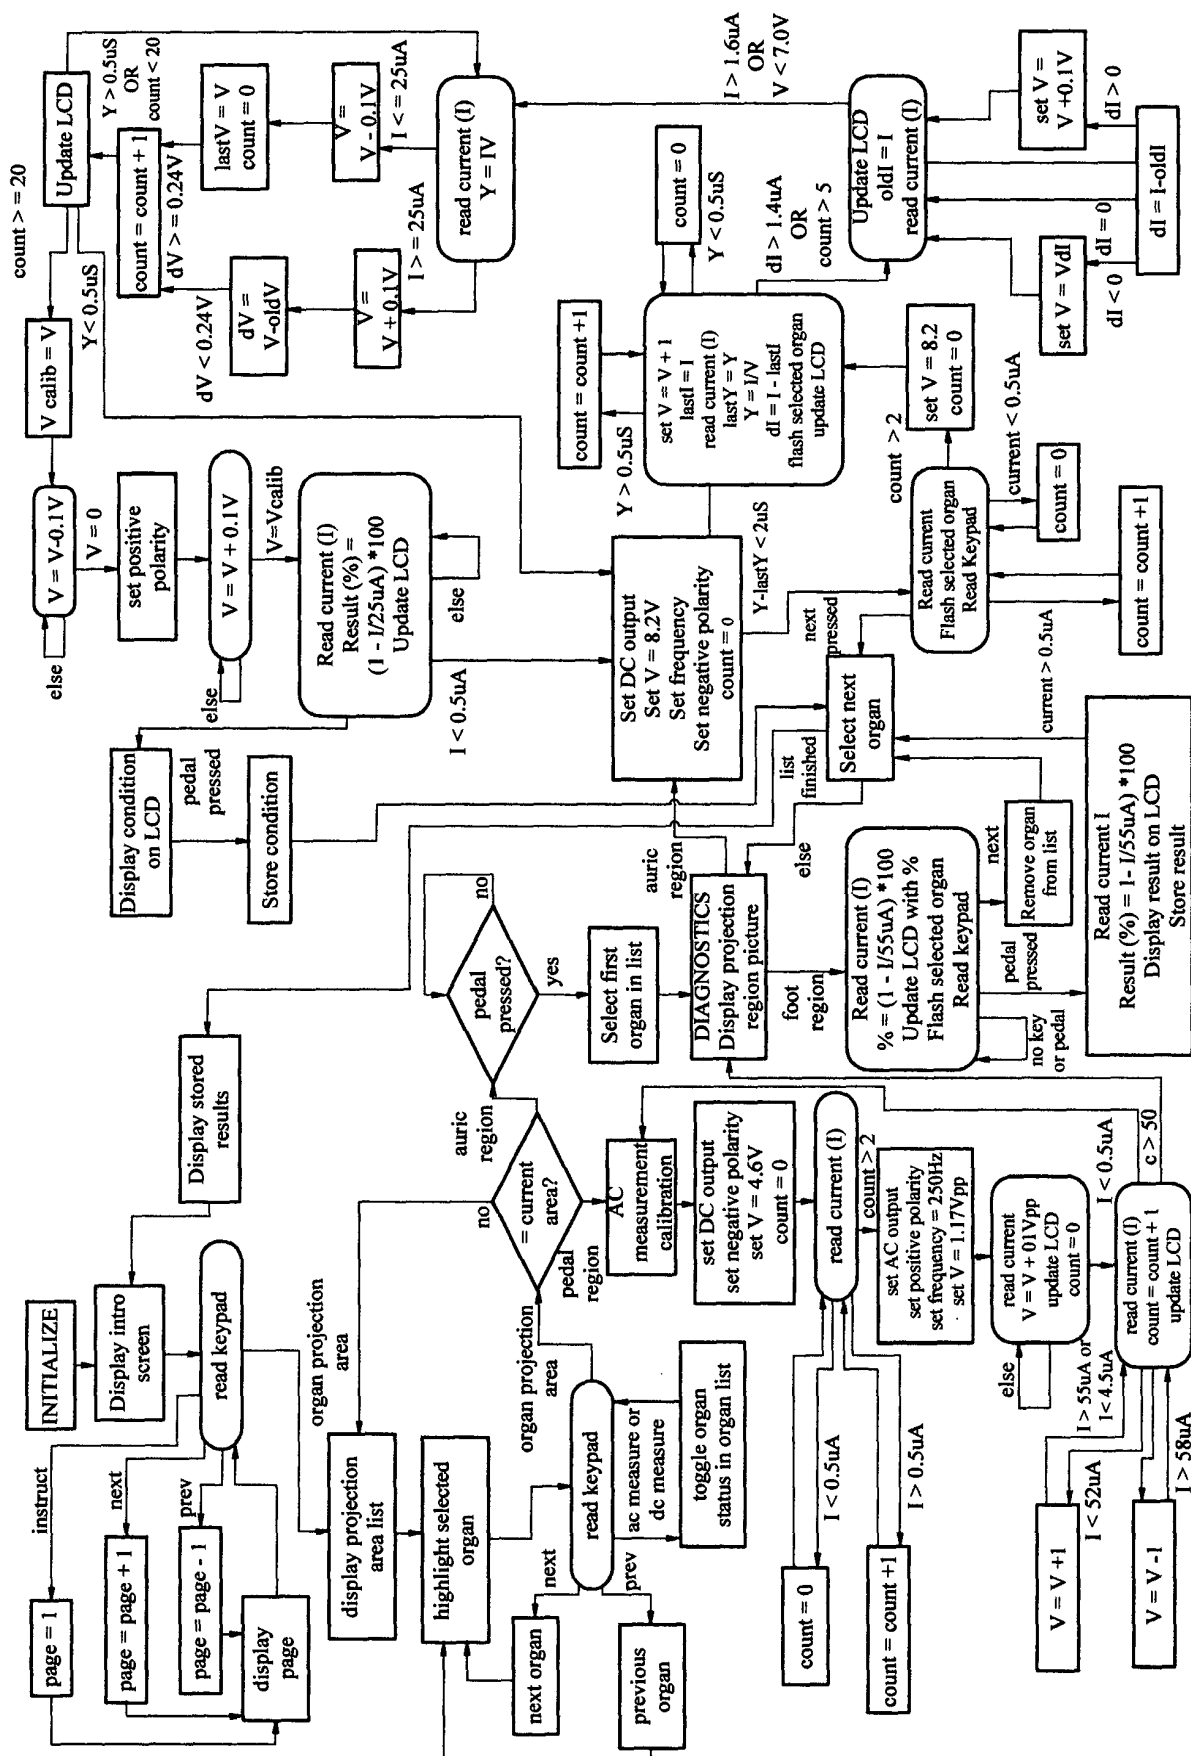 INITIALIZE
Display intro
screen
read keypad
instruct
next
prev
page = 1
page = page + 1
page = page - 1
display
page
organ projection
area
Display stored
results
display projection
area list
highlight selected
organ
next organ
previous
organ
next
prev
read keypad
ac measure or
dc measure
toggle organ
status in organ list
organ projection
area
= current
area?
no
auric
region
pedal
region
pedal
pressed?
no
yes
Select first
organ in list
AC
measurement
calibration
set DC output
set negative polarity
set V = 4.6V
count = 0
read current (I)
count = 0
I < 0.5uA
count = count +1
I > 0.5uA
count > 2
set AC output
set positive polarity
set frequency = 250Hz
set V = 1.17Vpp
read current
V = V + 01Vpp
update LCD
count = 0
else
I > 55uA or
I < 4.5uA
read current (I)
count = count + 1
update LCD
I < 0.5uA
c > 50
V = V +1
I < 52uA
V = V -1
I > 58uA
DIAGNOSTICS
Display projection
region picture
auric
region
foot
region
else
Read current (I)
% = (1 - I/55uA) *100
Update LCD with %
Flash selected organ
Read keypad
no key
or pedal
pedal
pressed
next
Remove organ
from list
Read current I
Result (%) = 1- I/55uA) *100
Display result on LCD
Store result
Select next
organ
list
finished
next
pressed
Display condition
on LCD
pedal
pressed
Store condition
V = V-0.1V
else
V = 0
set positive
polarity
V = V + 0.1V
else
V=Vcalib
Read current (I)
Result (%) =
(1 - I/25uA) *100
Update LCD
else
I < 0.5uA
Set DC output
Set V = 8.2V
Set frequency
Set negative polarity
count = 0
Y-lastY < 2uS
Read current
Flash selected organ
Read Keypad
count > 2
current < 0.5uA
count = 0
current > 0.5uA
count = count +1
set V = 8.2
count = 0
set V = V + 1
lastI = I
read current (I)
lastY = Y
Y = I/V
dI = I - lastI
flash selected organ
update LCD
Y > 0.5uS
count = count +1
count = 0
Y < 0.5uS
dI > 1.4uA
OR
count > 5
Update LCD
oldI = I
read current (I)
I > 1.6uA
OR
V < 7.0V
set V = VdI
dI < 0
dI = 0
dI > 0
set V =
V +0.1V
dI = I-oldI
count > = 20
V calib = V
Y < 0.5uS
Update LCD
Y > 0.5uS
OR
count < 20
count = count + 1
dV < 0.24V
dV > = 0.24V
dV =
V-oldV
lastV = V
count = 0
V =
V + 0.1V
V =
V - 0.1V
I > = 25uA
I < = 25uA
read current (I)
Y = IV